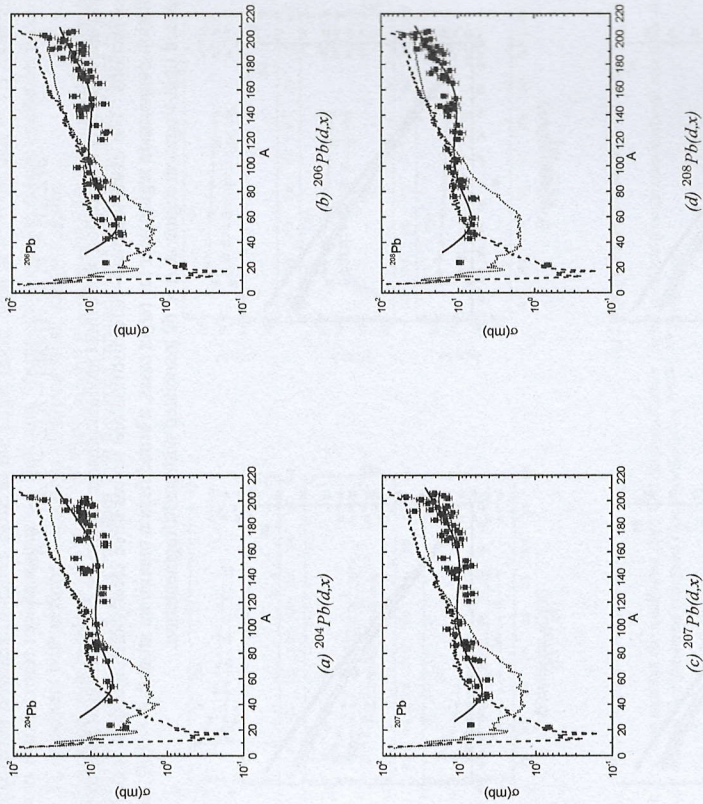 10²
10¹
10⁰
10⁻¹
σ(mb)
²⁰⁴Pb
0 20 40 60 80 100 120 140 160 180 200 220
A
(a) ²⁰⁴Pb(d,x)
10²
10¹
10⁰
10⁻¹
σ(mb)
²⁰⁶Pb
0 20 40 60 80 100 120 140 160 180 200 220
A
(b) ²⁰⁶Pb(d,x)
10²
10¹
10⁰
10⁻¹
σ(mb)
²⁰⁷Pb
0 20 40 60 80 100 120 140 160 180 200 220
A
(c) ²⁰⁷Pb(d,x)
10²
10¹
10⁰
10⁻¹
σ(mb)
²⁰⁸Pb
0 20 40 60 80 100 120 140 160 180 200 220
A
(d) ²⁰⁸Pb(d,x)